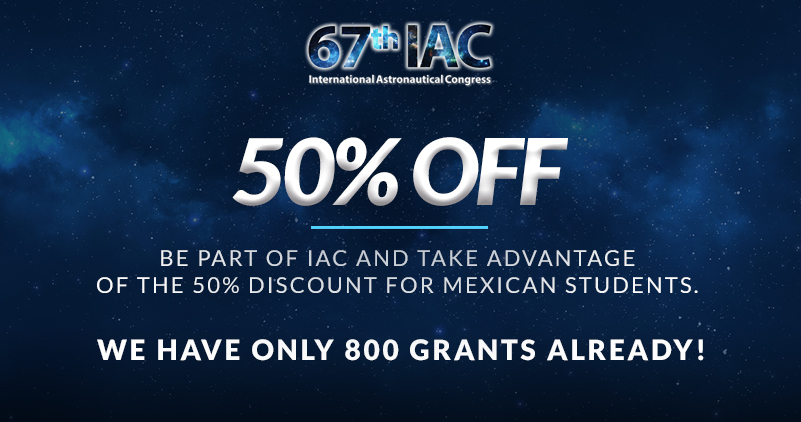 67th IAC
International Astronautical Congress
50% OFF
BE PART OF IAC AND TAKE ADVANTAGE
OF THE 50% DISCOUNT FOR MEXICAN STUDENTS.
WE HAVE ONLY 800 GRANTS ALREADY!